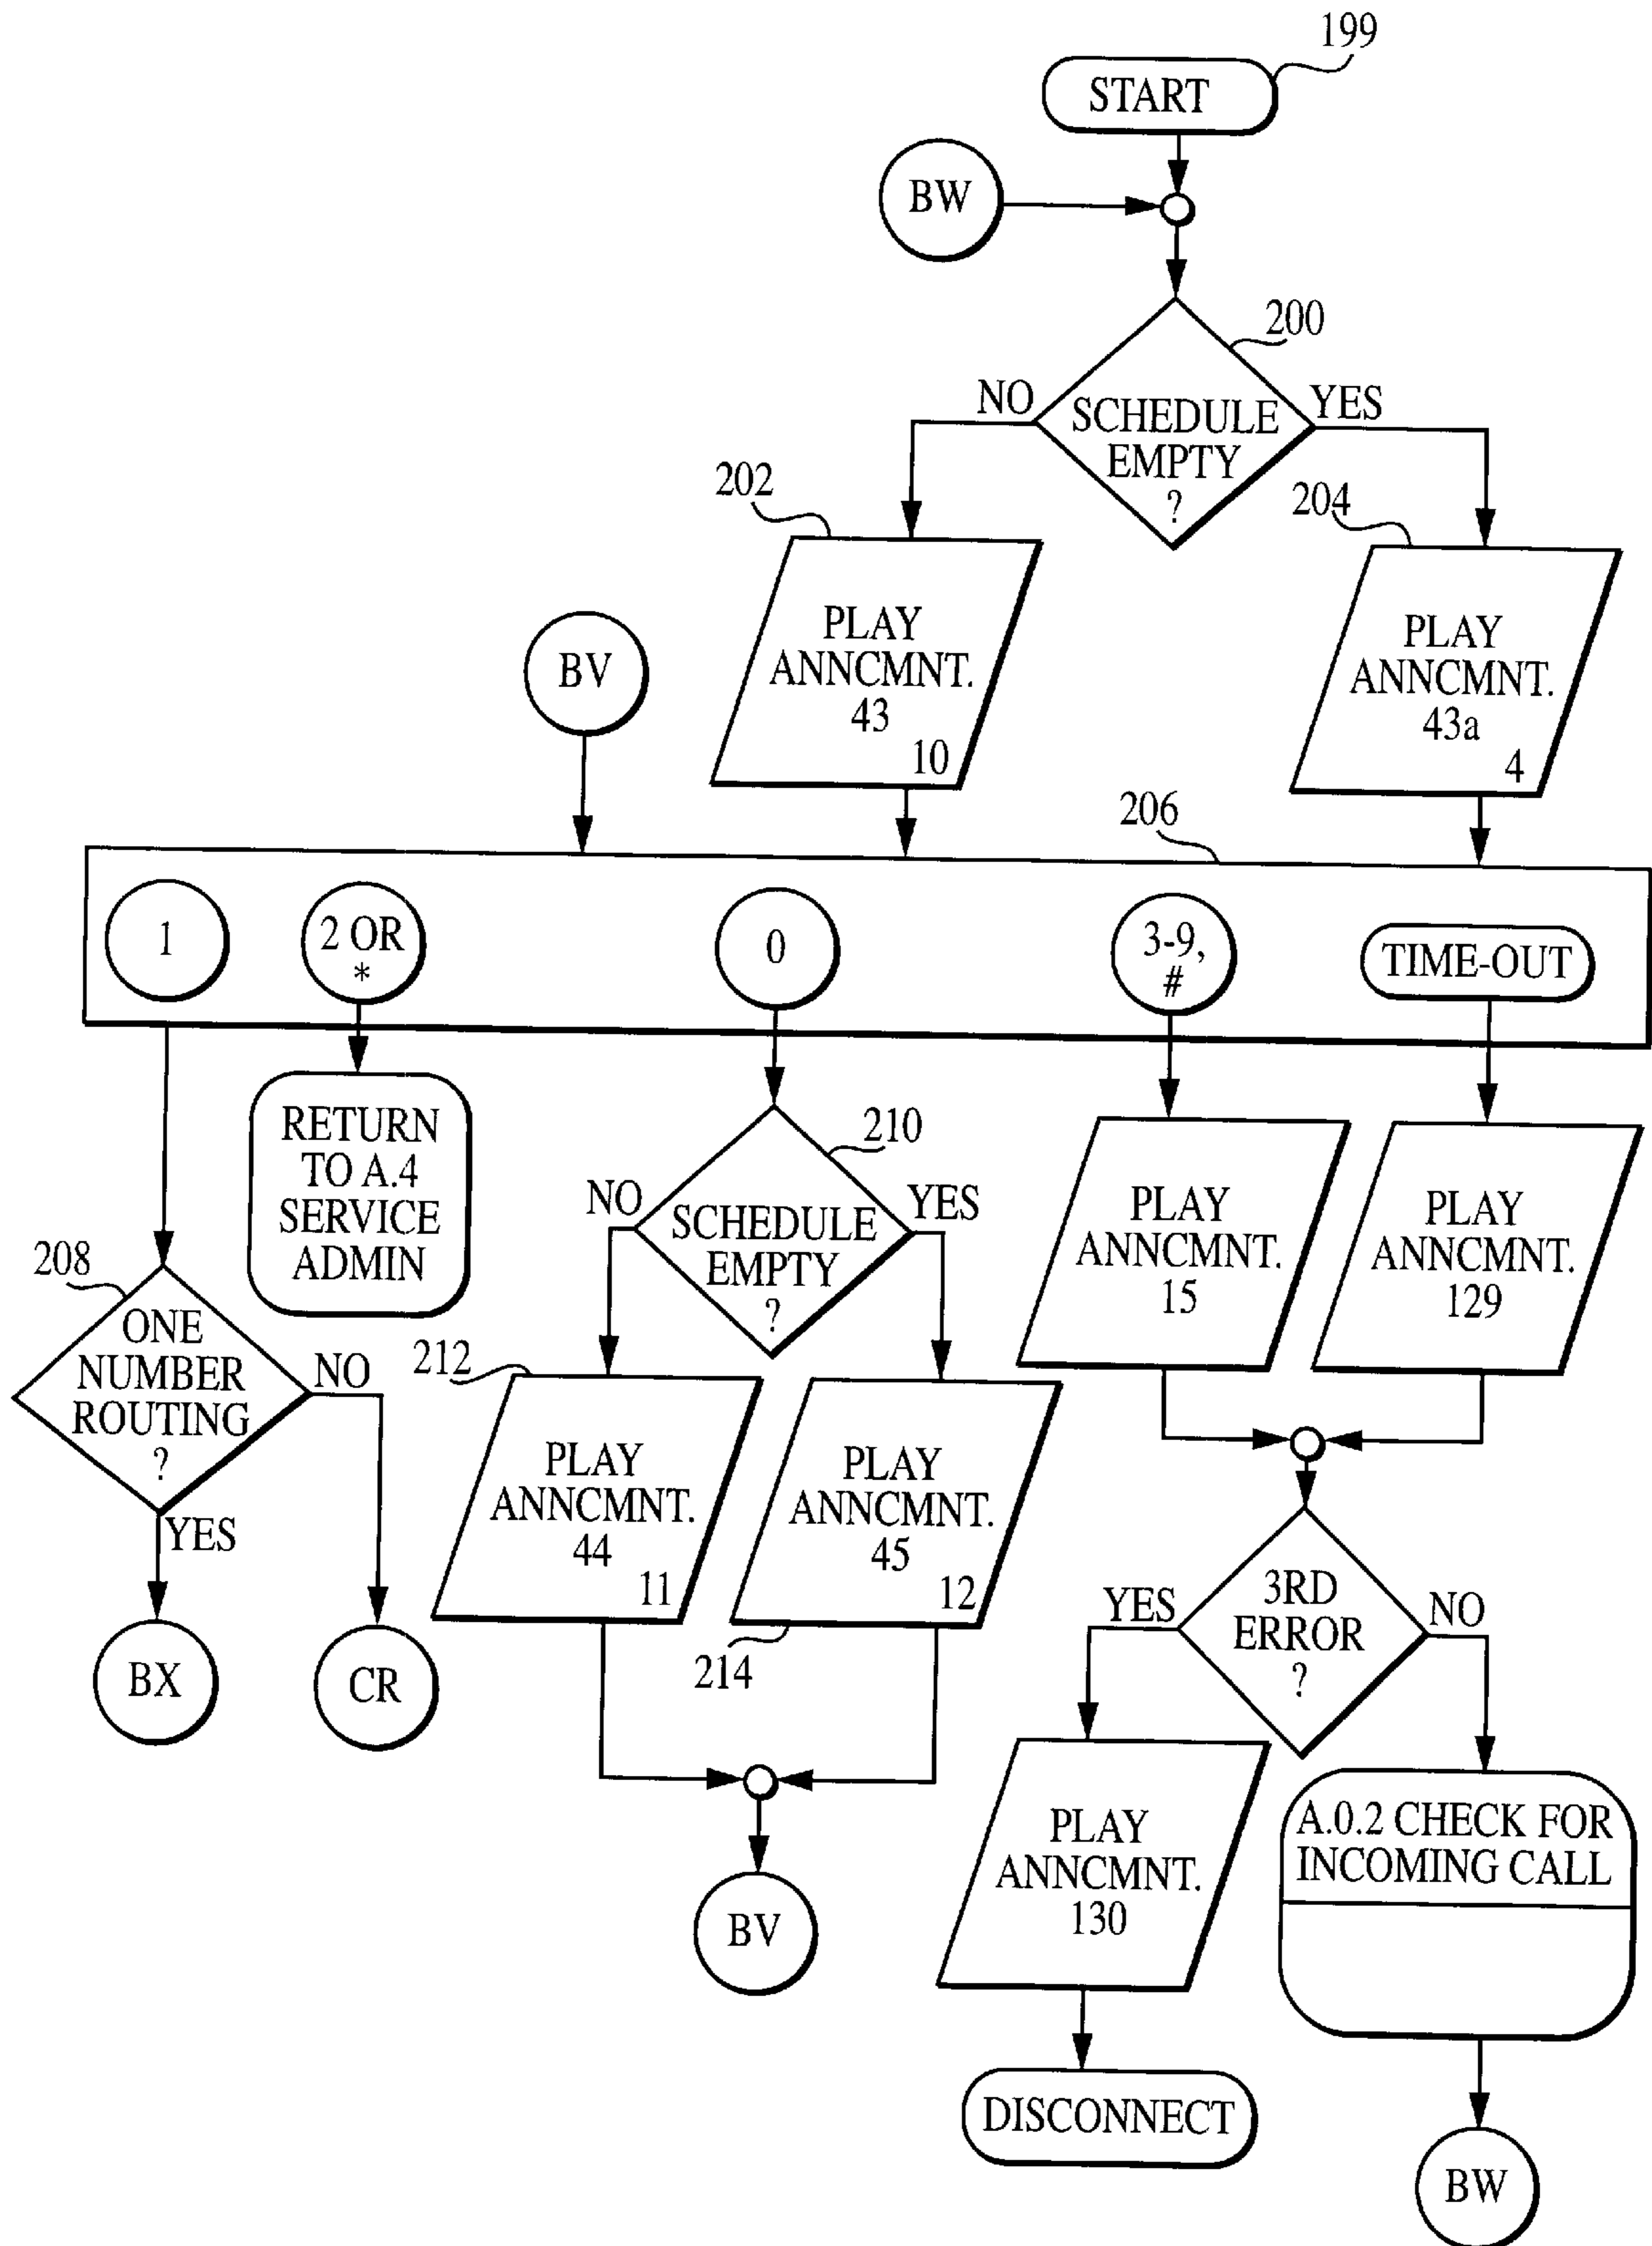 199
START
BW
200
NO
SCHEDULE
EMPTY
?
YES
202
204
PLAY
ANNCMNT.
43
10
PLAY
ANNCMNT.
43a
4
BV
206
1
2 OR
*
0
3-9,
#
TIME-OUT
RETURN
TO A.4
SERVICE
ADMIN
210
NO
SCHEDULE
EMPTY
?
YES
PLAY
ANNCMNT.
15
PLAY
ANNCMNT.
129
208
ONE
NUMBER
ROUTING
?
NO
YES
212
PLAY
ANNCMNT.
44
11
PLAY
ANNCMNT.
45
12
214
BX
CR
YES
3RD
ERROR
?
NO
BV
PLAY
ANNCMNT.
130
A.0.2 CHECK FOR
INCOMING CALL
DISCONNECT
BW